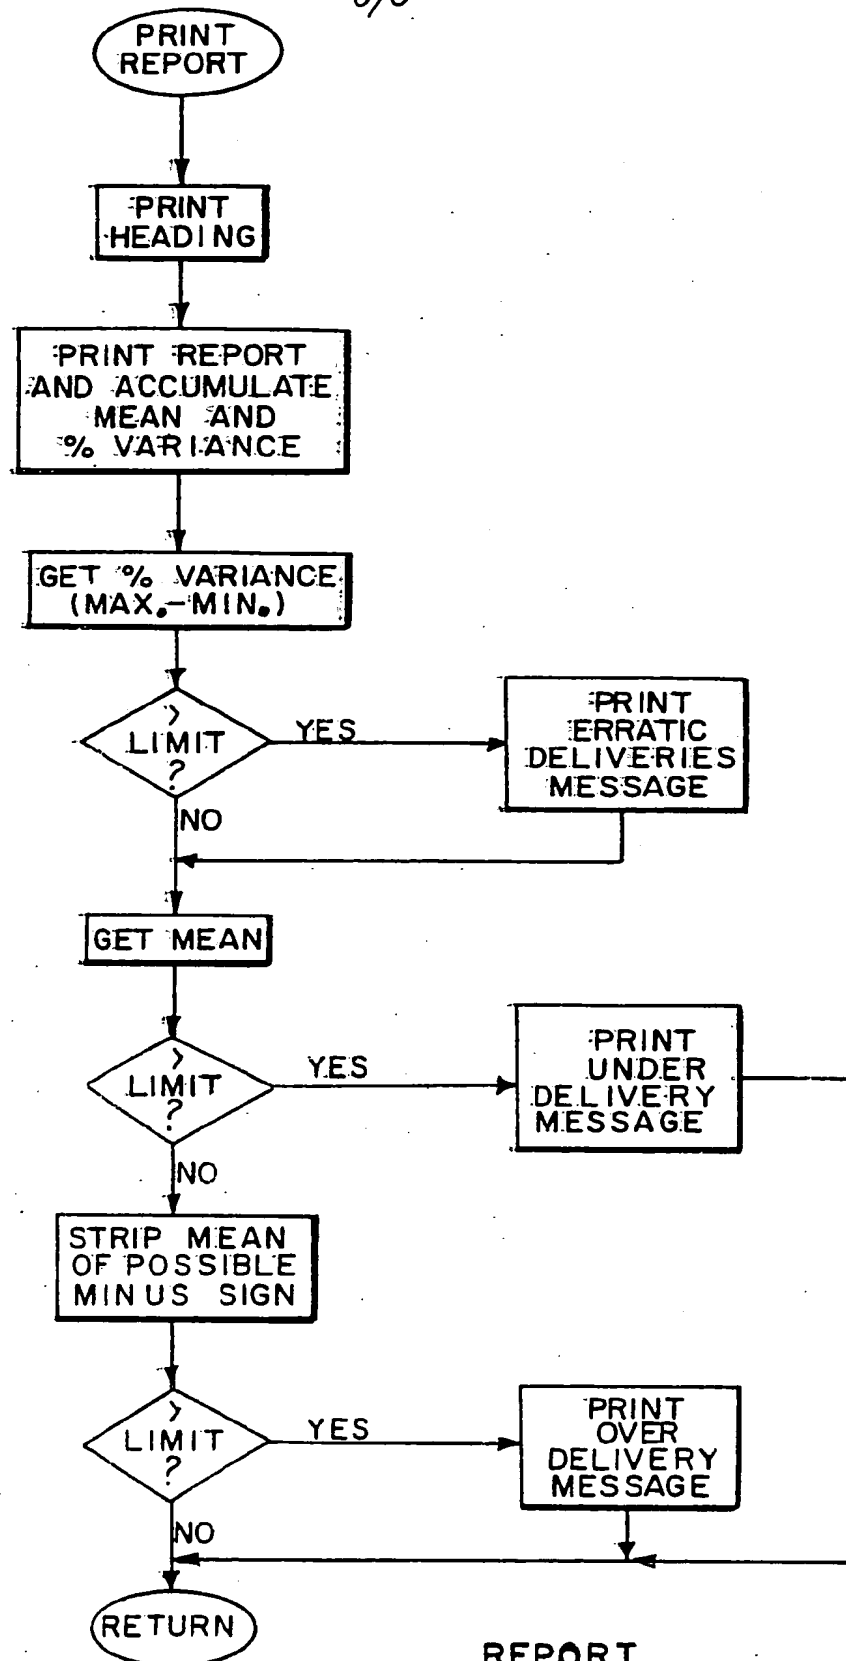 PRINT
REPORT
PRINT
HEADING
PRINT REPORT
AND ACCUMULATE
MEAN AND
% VARIANCE
GET % VARIANCE
(MAX.-MIN.)
>
LIMIT
?
YES
NO
PRINT
ERRATIC
DELIVERIES
MESSAGE
GET MEAN
>
LIMIT
?
YES
NO
PRINT
UNDER
DELIVERY
MESSAGE
STRIP MEAN
OF POSSIBLE
MINUS SIGN
>
LIMIT
?
YES
NO
PRINT
OVER
DELIVERY
MESSAGE
RETURN
REPORT